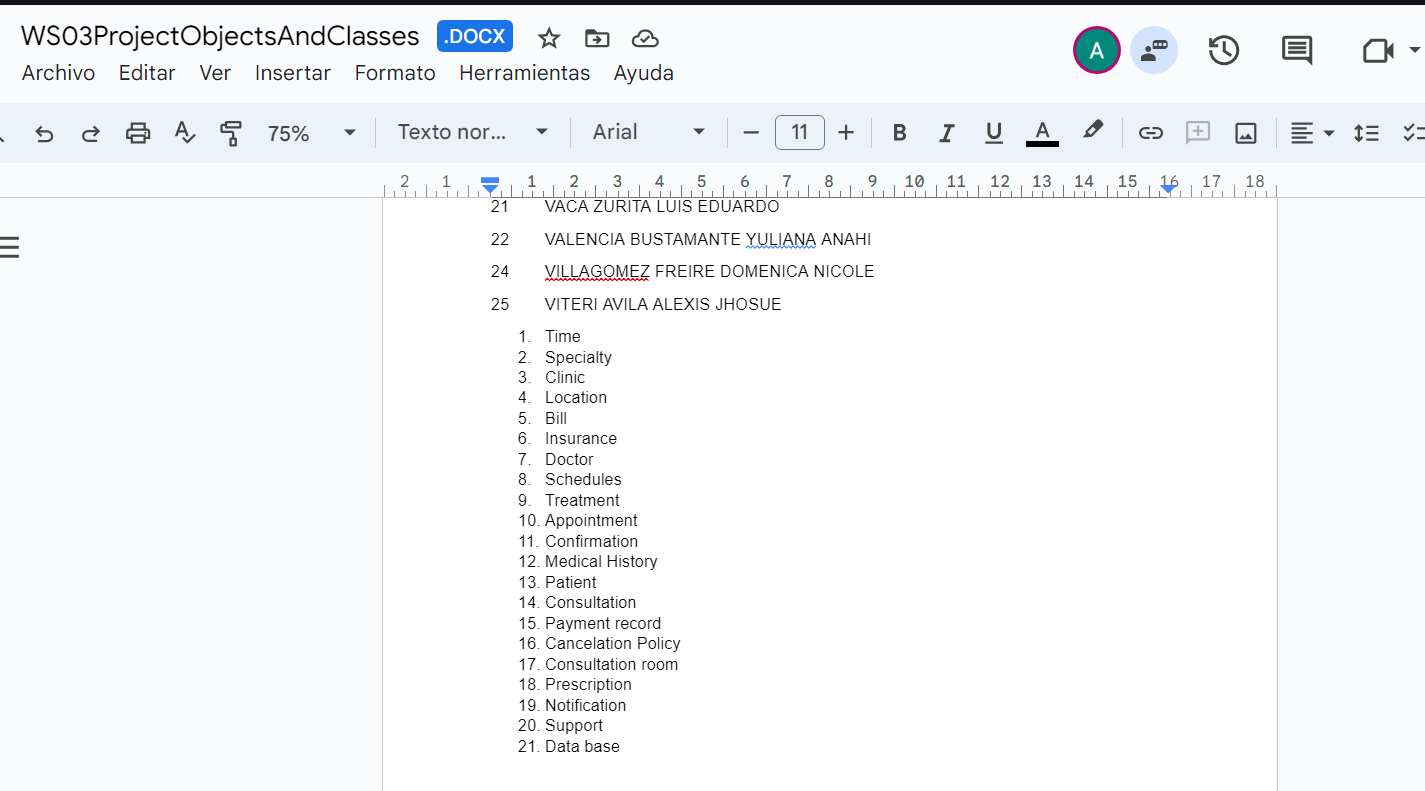 WS03ProjectObjectsAndClasses .DOCX
A
Archivo Editar Ver Insertar Formato Herramientas Ayuda
75% Texto nor... Arial 11 B I U A
2 1 1 2 3 4 5 6 7 8 9 10 11 12 13 14 15 16 17 18
21 VACA ZURITA LUIS EDUARDO
22 VALENCIA BUSTAMANTE YULIANA ANAHI
24 VILLAGOMEZ FREIRE DOMENICA NICOLE
25 VITERI AVILA ALEXIS JHOSUE
1. Time
2. Specialty
3. Clinic
4. Location
5. Bill
6. Insurance
7. Doctor
8. Schedules
9. Treatment
10. Appointment
11. Confirmation
12. Medical History
13. Patient
14. Consultation
15. Payment record
16. Cancelation Policy
17. Consultation room
18. Prescription
19. Notification
20. Support
21. Data base